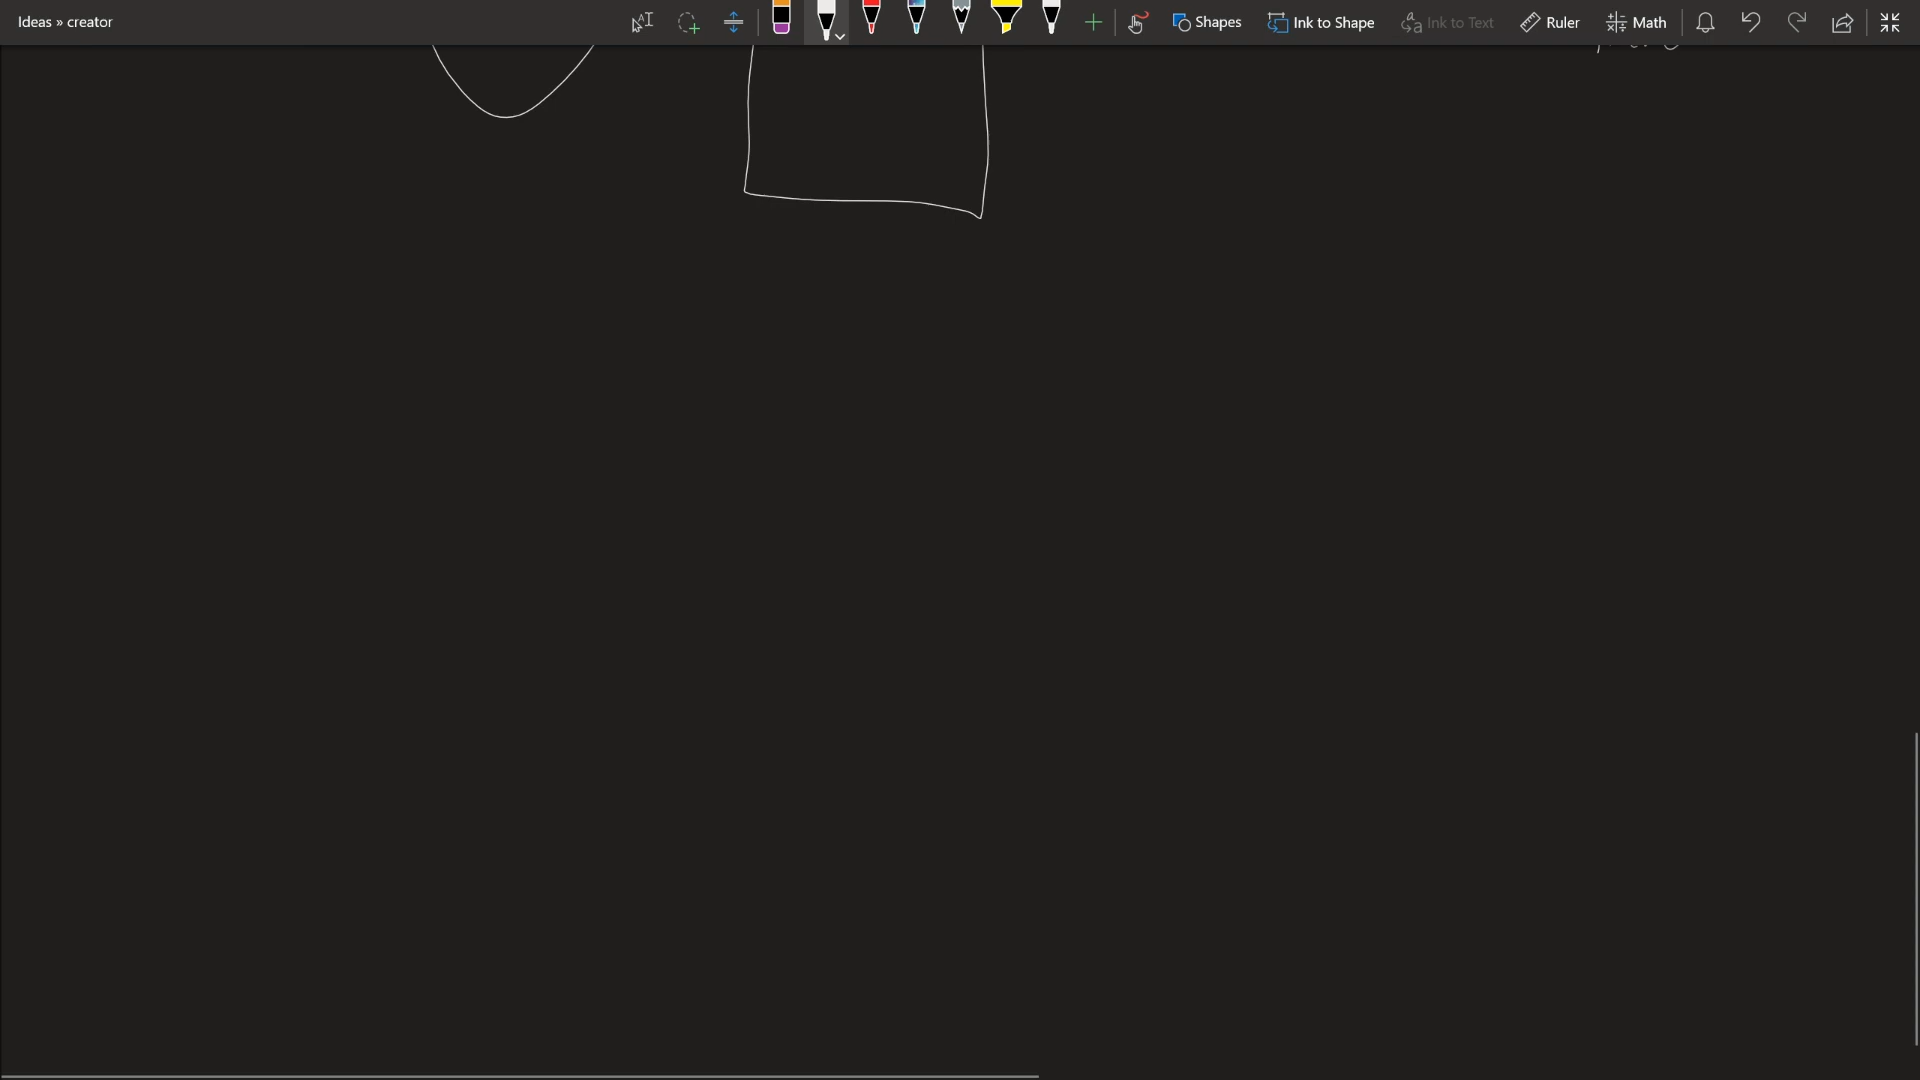 Ideas » creator
Shapes
Ink to Shape
Ink to Text
Ruler
Math